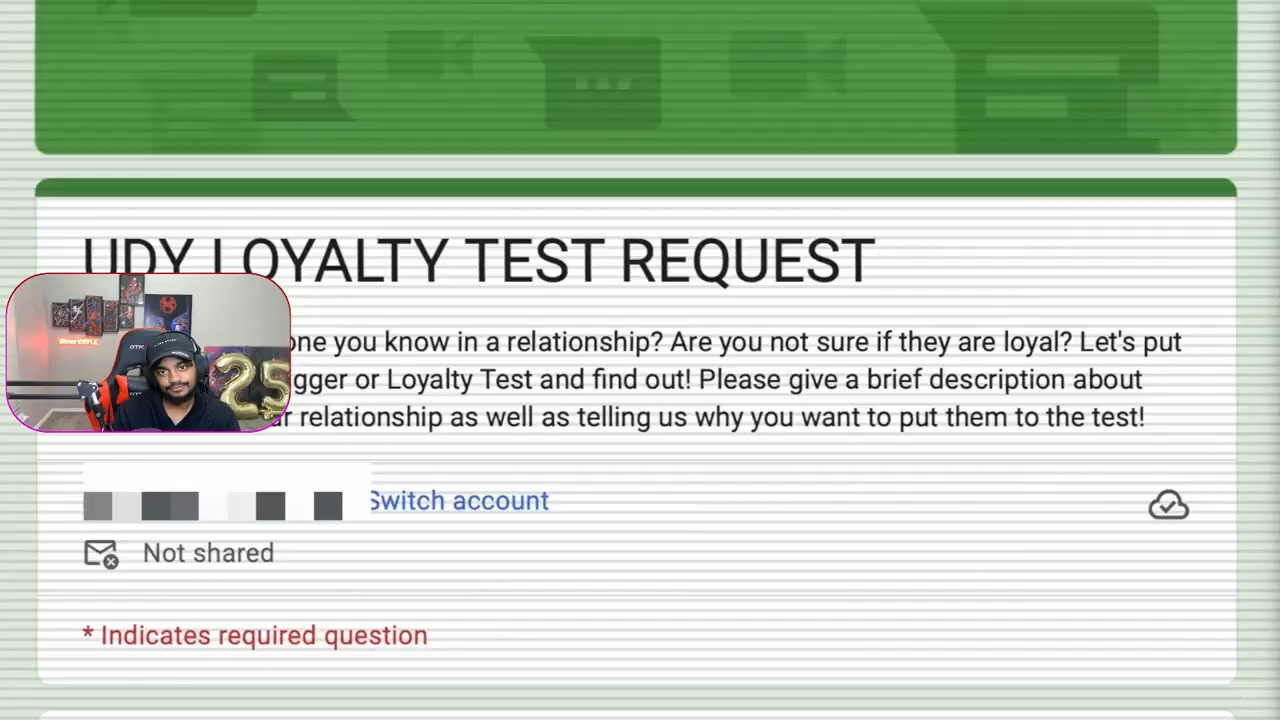 UDY LOYALTY TEST REQUEST
one you know in a relationship? Are you not sure if they are loyal? Let's put
gger or Loyalty Test and find out! Please give a brief description about
r relationship as well as telling us why you want to put them to the test!
Switch account
Not shared
* Indicates required question
25